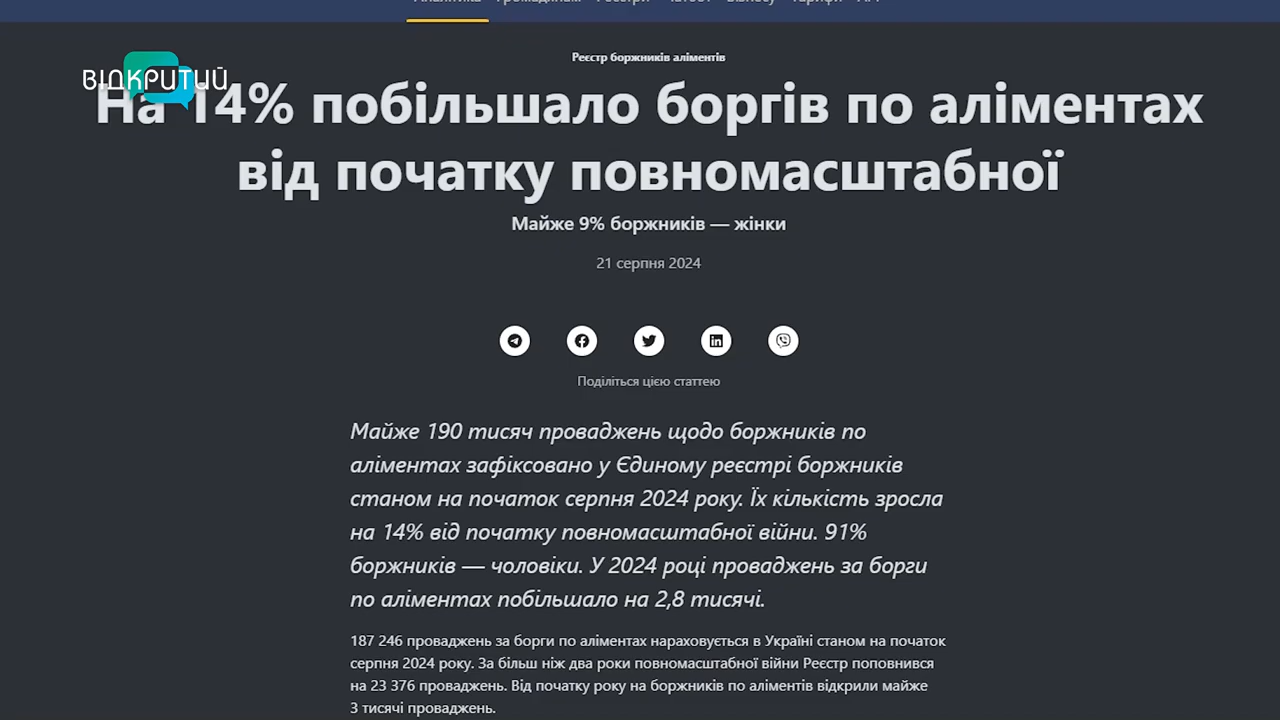 Реєстр боржників аліментів
ВІДКРИТИЙ
На 14% побільшало боргів по аліментах
від початку повномасштабної
Майже 9% боржників — жінки
21 серпня 2024
Поділіться цією статтею
Майже 190 тисяч проваджень щодо боржників по
аліментах зафіксовано у Єдиному реєстрі боржників
станом на початок серпня 2024 року. Їх кількість зросла
на 14% від початку повномасштабної війни. 91%
боржників — чоловіки. У 2024 році проваджень за борги
по аліментах побільшало на 2,8 тисячі.
187 246 проваджень за борги по аліментах нараховується в Україні станом на початок
серпня 2024 року. За більш ніж два роки повномасштабної війни Реєстр поповнився
на 23 376 проваджень. Від початку року на боржників по аліментів відкрили майже
3 тисячі проваджень.